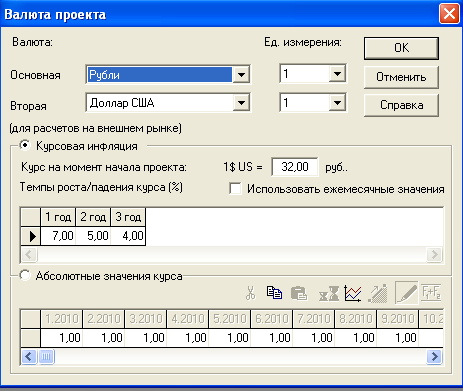 Валюта проекта
Валюта: Ед. измерения: OK
Основная Рубли 1 Отменить
Вторая Доллар США 1 Справка
(для расчетов на внешнем рынке)
Курсовая инфляция
Курс на момент начала проекта: 1$ US = 32,00 руб..
Темпы роста/падения курса (%) Использовать ежемесячные значения
1 год 2 год 3 год
7,00 5,00 4,00
Абсолютные значения курса
F₁+F₂
1.2010 2.2010 3.2010 4.2010 5.2010 6.2010 7.2010 8.2010 9.2010 10.2
1,00 1,00 1,00 1,00 1,00 1,00 1,00 1,00 1,00